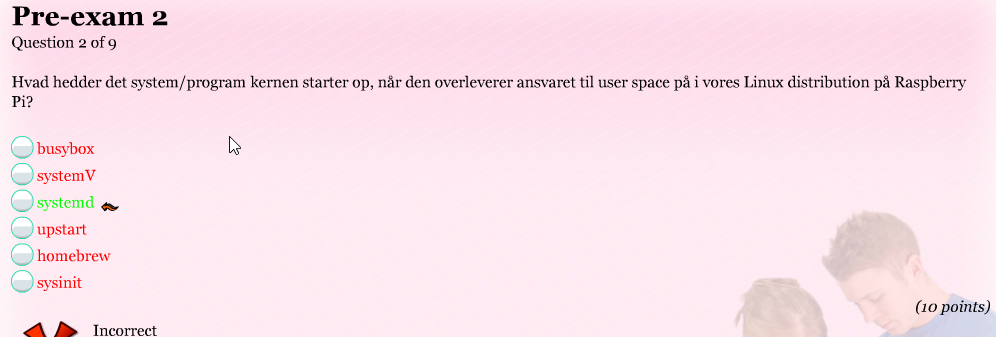 Pre-exam 2
Question 2 of 9
Hvad hedder det system/program kernen starter op, når den overleverer ansvaret til user space på i vores Linux distribution på Raspberry
Pi?
busybox
systemV
systemd
upstart
homebrew
sysinit
(10 points)
Incorrect